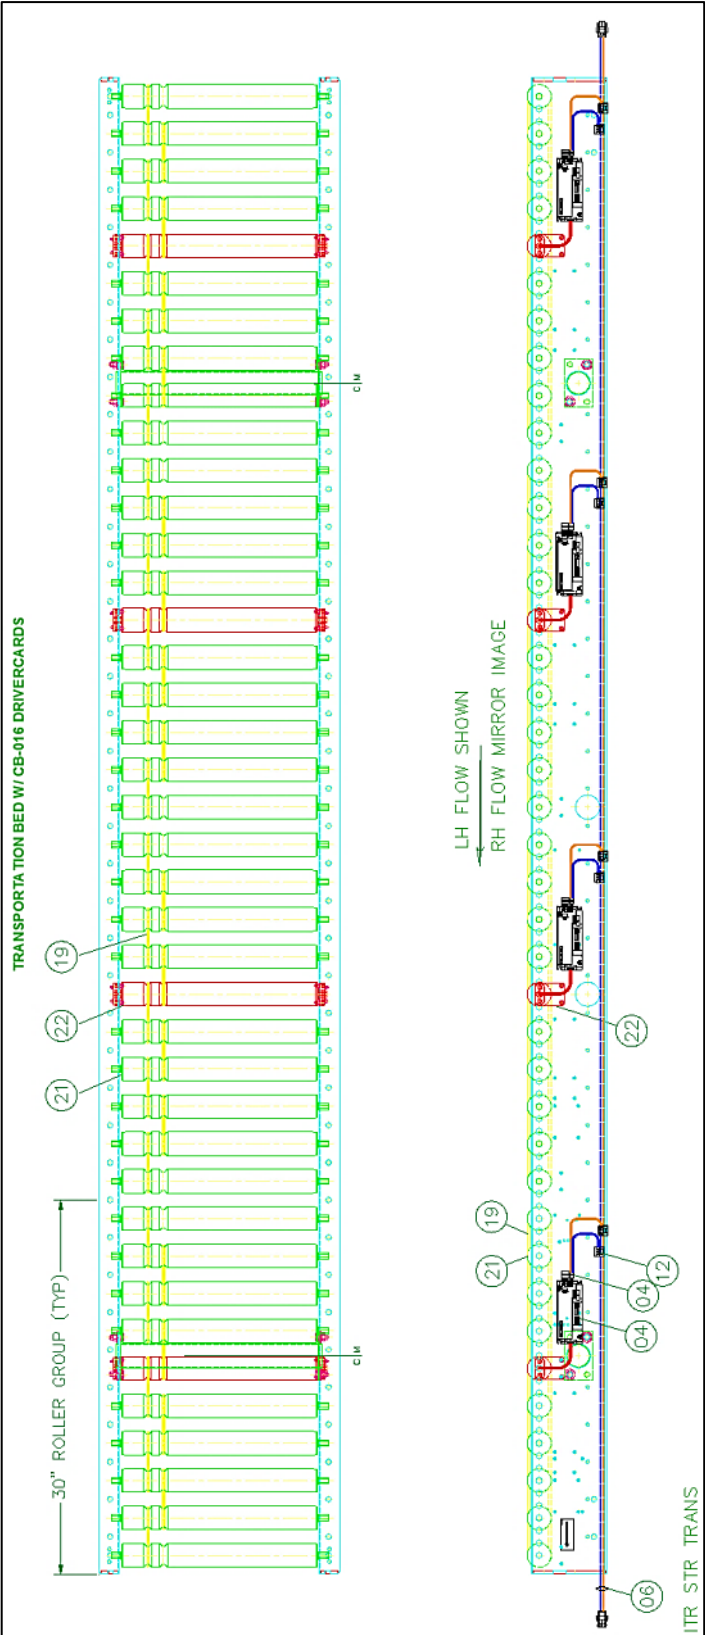 TRANSPORTATION BED W/ CB-016 DRIVERCARDS
30" ROLLER GROUP (TYP)
21
22
19
C M
C M
LH FLOW SHOWN
RH FLOW MIRROR IMAGE
19
21
22
12
04
04
06
ITR STR TRANS